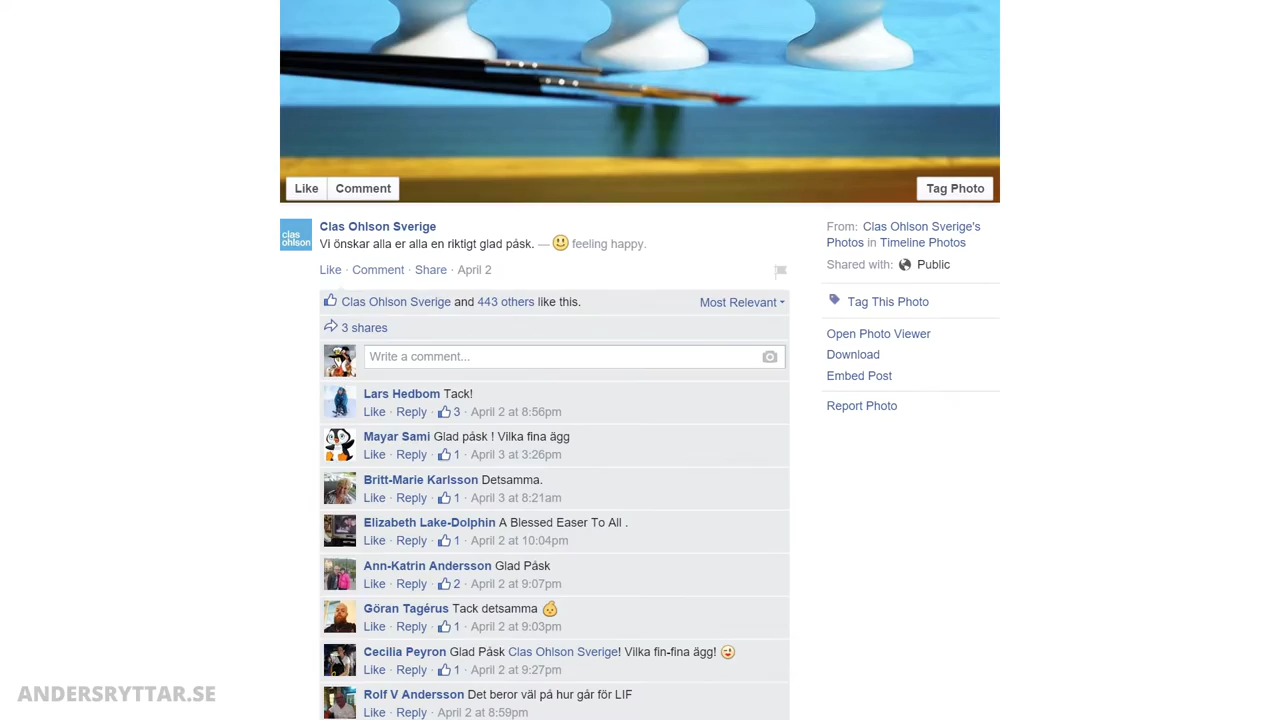 Like Comment Tag Photo
clas
ohlson
Clas Ohlson Sverige
Vi önskar alla er alla en riktigt glad påsk. — feeling happy.
Like · Comment · Share · April 2
Clas Ohlson Sverige and 443 others like this. Most Relevant
3 shares
Write a comment...
Lars Hedbom Tack!
Like · Reply · 3 · April 2 at 8:56pm
Mayar Sami Glad påsk ! Vilka fina ägg
Like · Reply · 1 · April 3 at 3:26pm
Britt-Marie Karlsson Detsamma.
Like · Reply · 1 · April 3 at 8:21am
Elizabeth Lake-Dolphin A Blessed Easer To All .
Like · Reply · 1 · April 2 at 10:04pm
Ann-Katrin Andersson Glad Påsk
Like · Reply · 2 · April 2 at 9:07pm
Göran Tagérus Tack detsamma
Like · Reply · 1 · April 2 at 9:03pm
Cecilia Peyron Glad Påsk Clas Ohlson Sverige! Vilka fin-fina ägg!
Like · Reply · 1 · April 2 at 9:27pm
Rolf V Andersson Det beror väl på hur går för LIF
Like · Reply · April 2 at 8:59pm
From: Clas Ohlson Sverige's
Photos in Timeline Photos
Shared with: Public
Tag This Photo
Open Photo Viewer
Download
Embed Post
Report Photo
ANDERSRYTTAR.SE